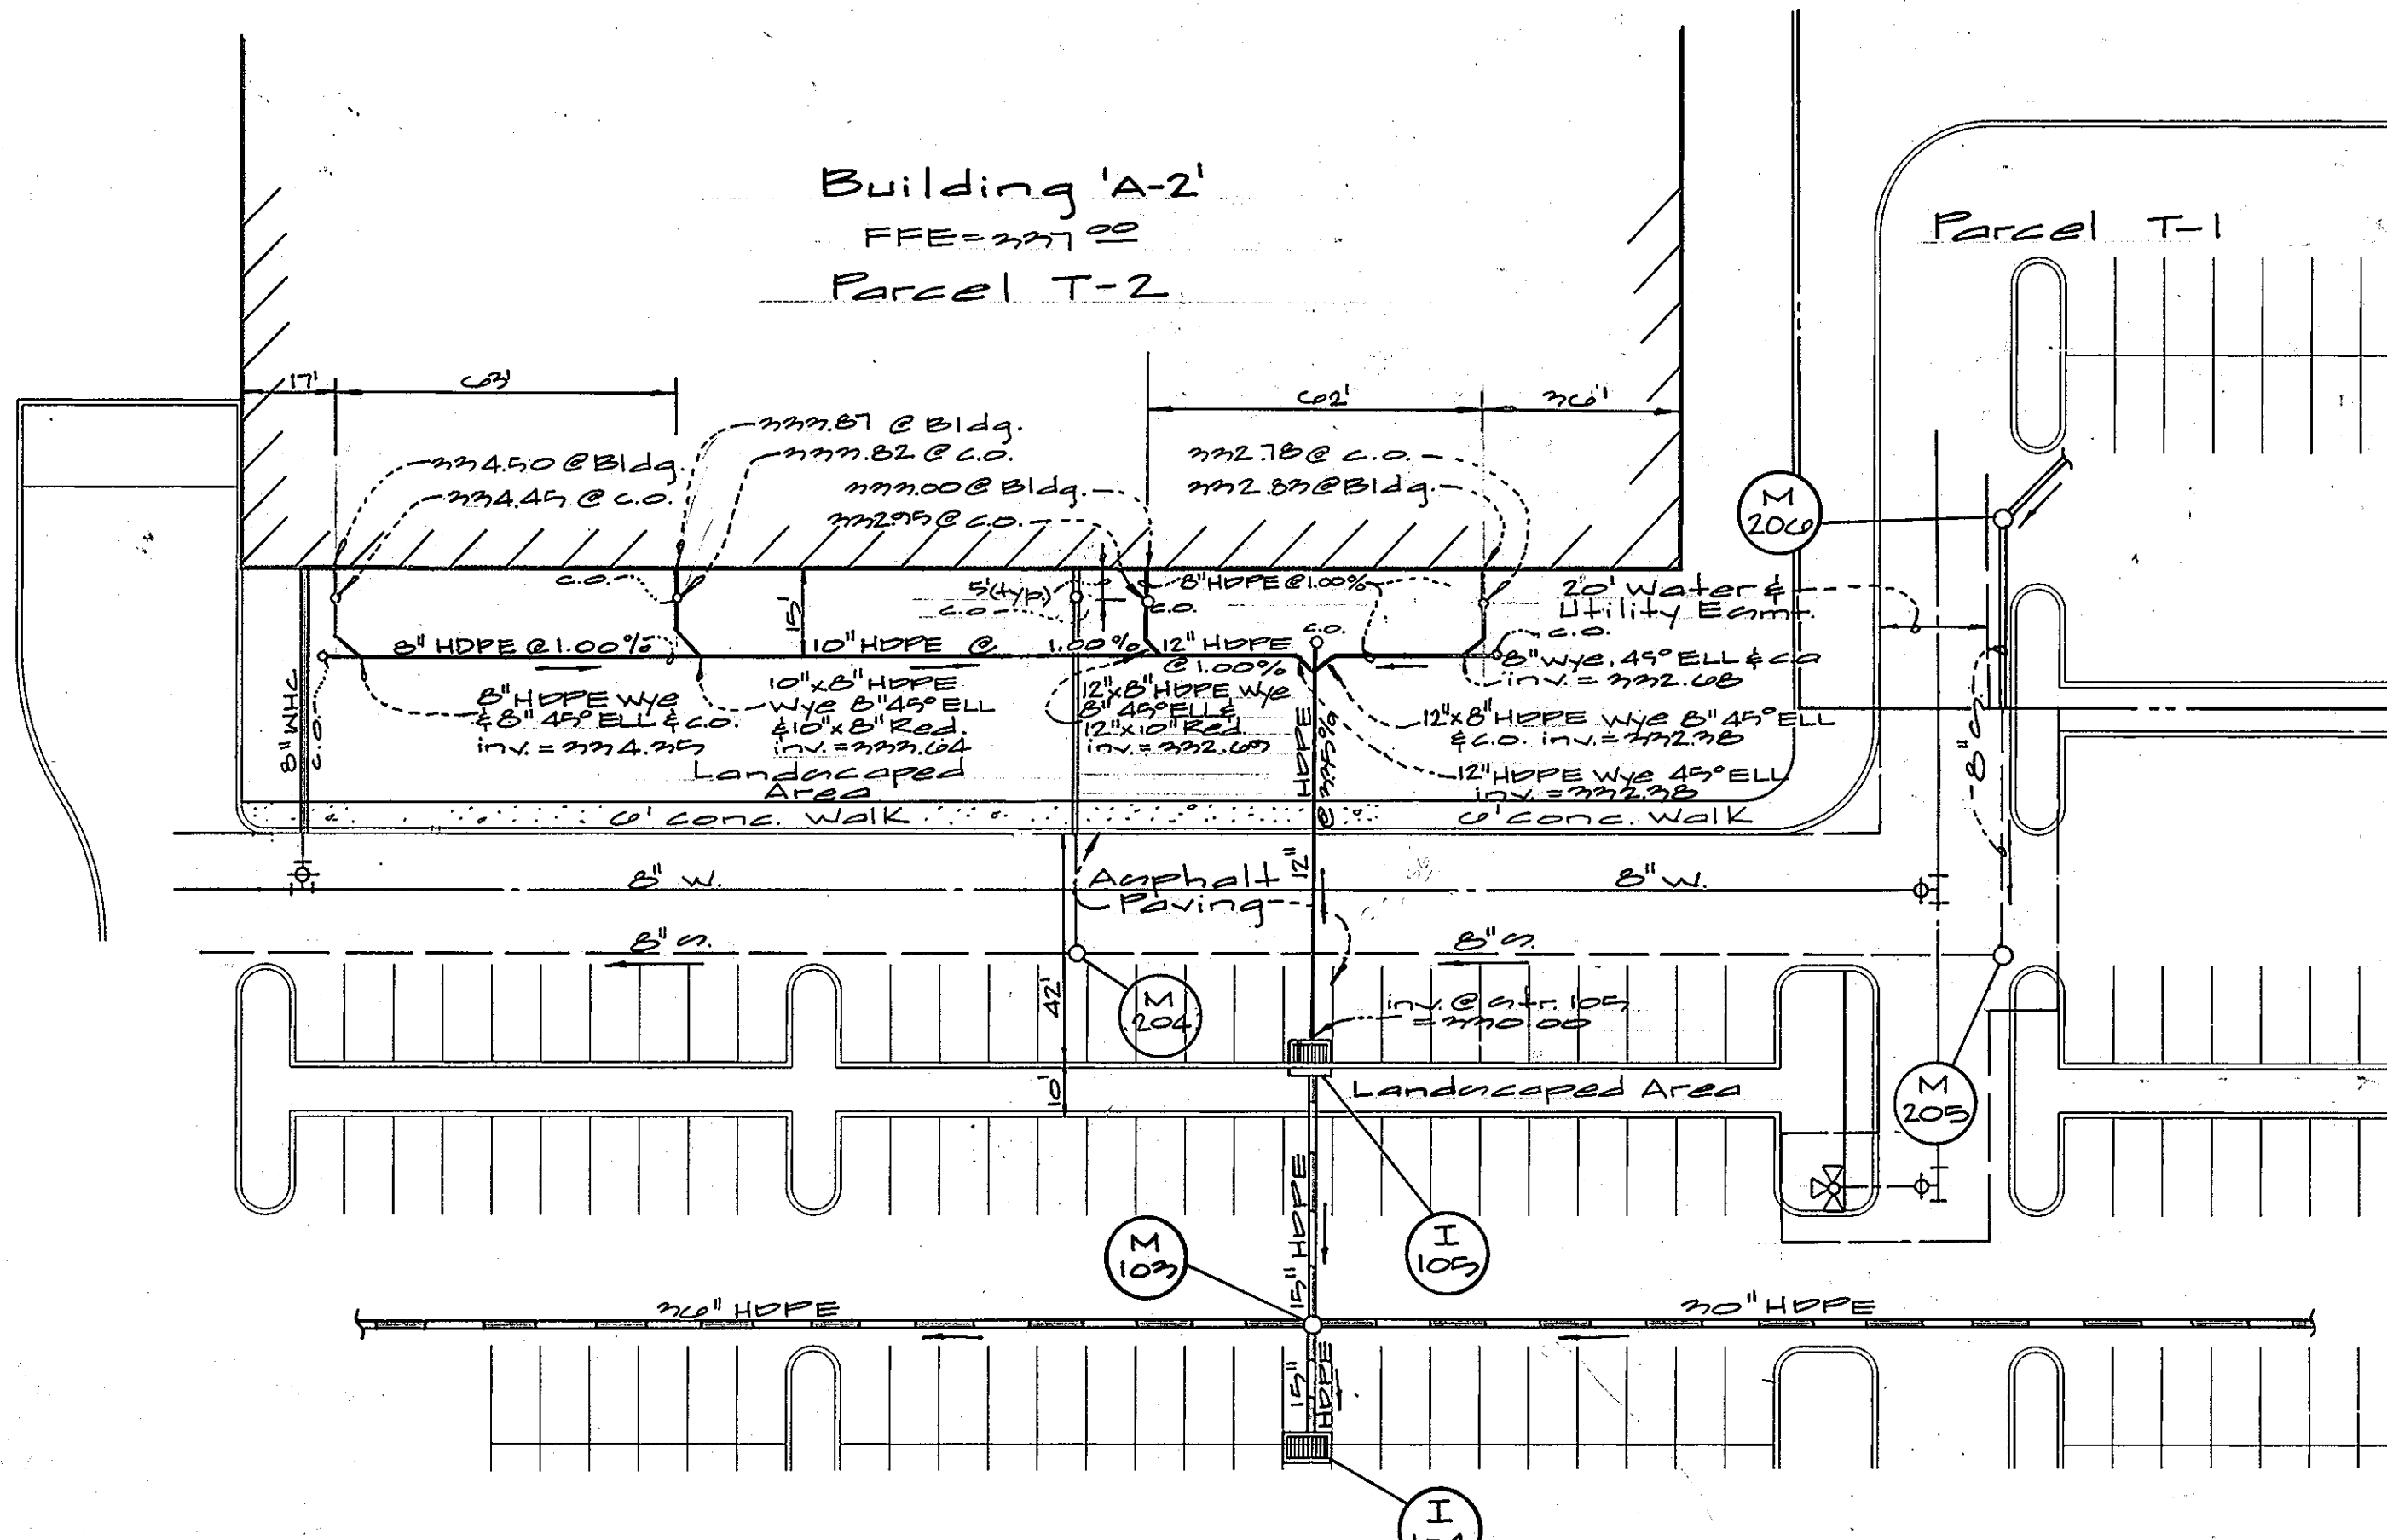 Building 'A-2'
FFE=337 00
Parcel T-2
Parcel T-1
17'
63'
62'
36'
333.87 @ Bldg.
333.82 @ C.O.
334.50 @ Bldg.
334.45 @ C.O.
332.78 @ C.O.
332.83 @ Bldg.
333.00 @ Bldg.
332.95 @ C.O.
M
206
C.O.
5'(typ.)
C.O.
8" HDPE @ 1.00%
C.O.
15'
20' Water &
Utility Esmt.
C.O.
C.O.
8" HDPE @ 1.00%
10" HDPE @ 1.00%
12" HDPE
@ 1.00%
8" Wye, 45° ELL & C.O.
inv. = 332.68
8" WHC
C.O.
8" HDPE Wye
& 8" 45° ELL & C.O.
inv. = 334.35
10"x8" HDPE
Wye 8" 45° ELL
& 10"x8" Red.
inv. = 333.64
12"x8" HDPE Wye
8" 45° ELL &
12"x10" Red.
12" HDPE @ 3.45%
12"x8" HDPE Wye 8" 45° ELL
& C.O. inv. = 332.38
12" HDPE Wye 45° ELL
inv. = 332.38
8" S
Landscaped
Area
6' Conc. Walk
6' Conc. Walk
8" W.
Asphalt
Paving
8" W.
8" S.
8" S.
42'
10'
M
204
inv. @ Str. 105
= 330.00
Landscaped Area
M
205
15" HDPE
M
103
I
105
36" HDPE
30" HDPE
15" HDPE
I